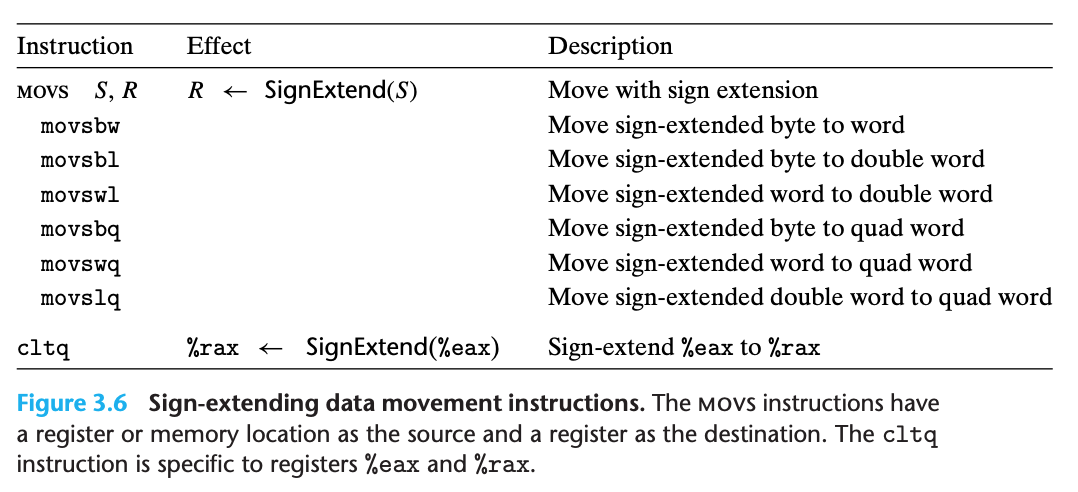 Instruction Effect Description
MOVS S, R R ← SignExtend(S) Move with sign extension
movsbw Move sign-extended byte to word
movsbl Move sign-extended byte to double word
movswl Move sign-extended word to double word
movsbq Move sign-extended byte to quad word
movswq Move sign-extended word to quad word
movslq Move sign-extended double word to quad word
cltq %rax ← SignExtend(%eax) Sign-extend %eax to %rax
Figure 3.6 Sign-extending data movement instructions. The MOVS instructions have
a register or memory location as the source and a register as the destination. The cltq
instruction is specific to registers %eax and %rax.